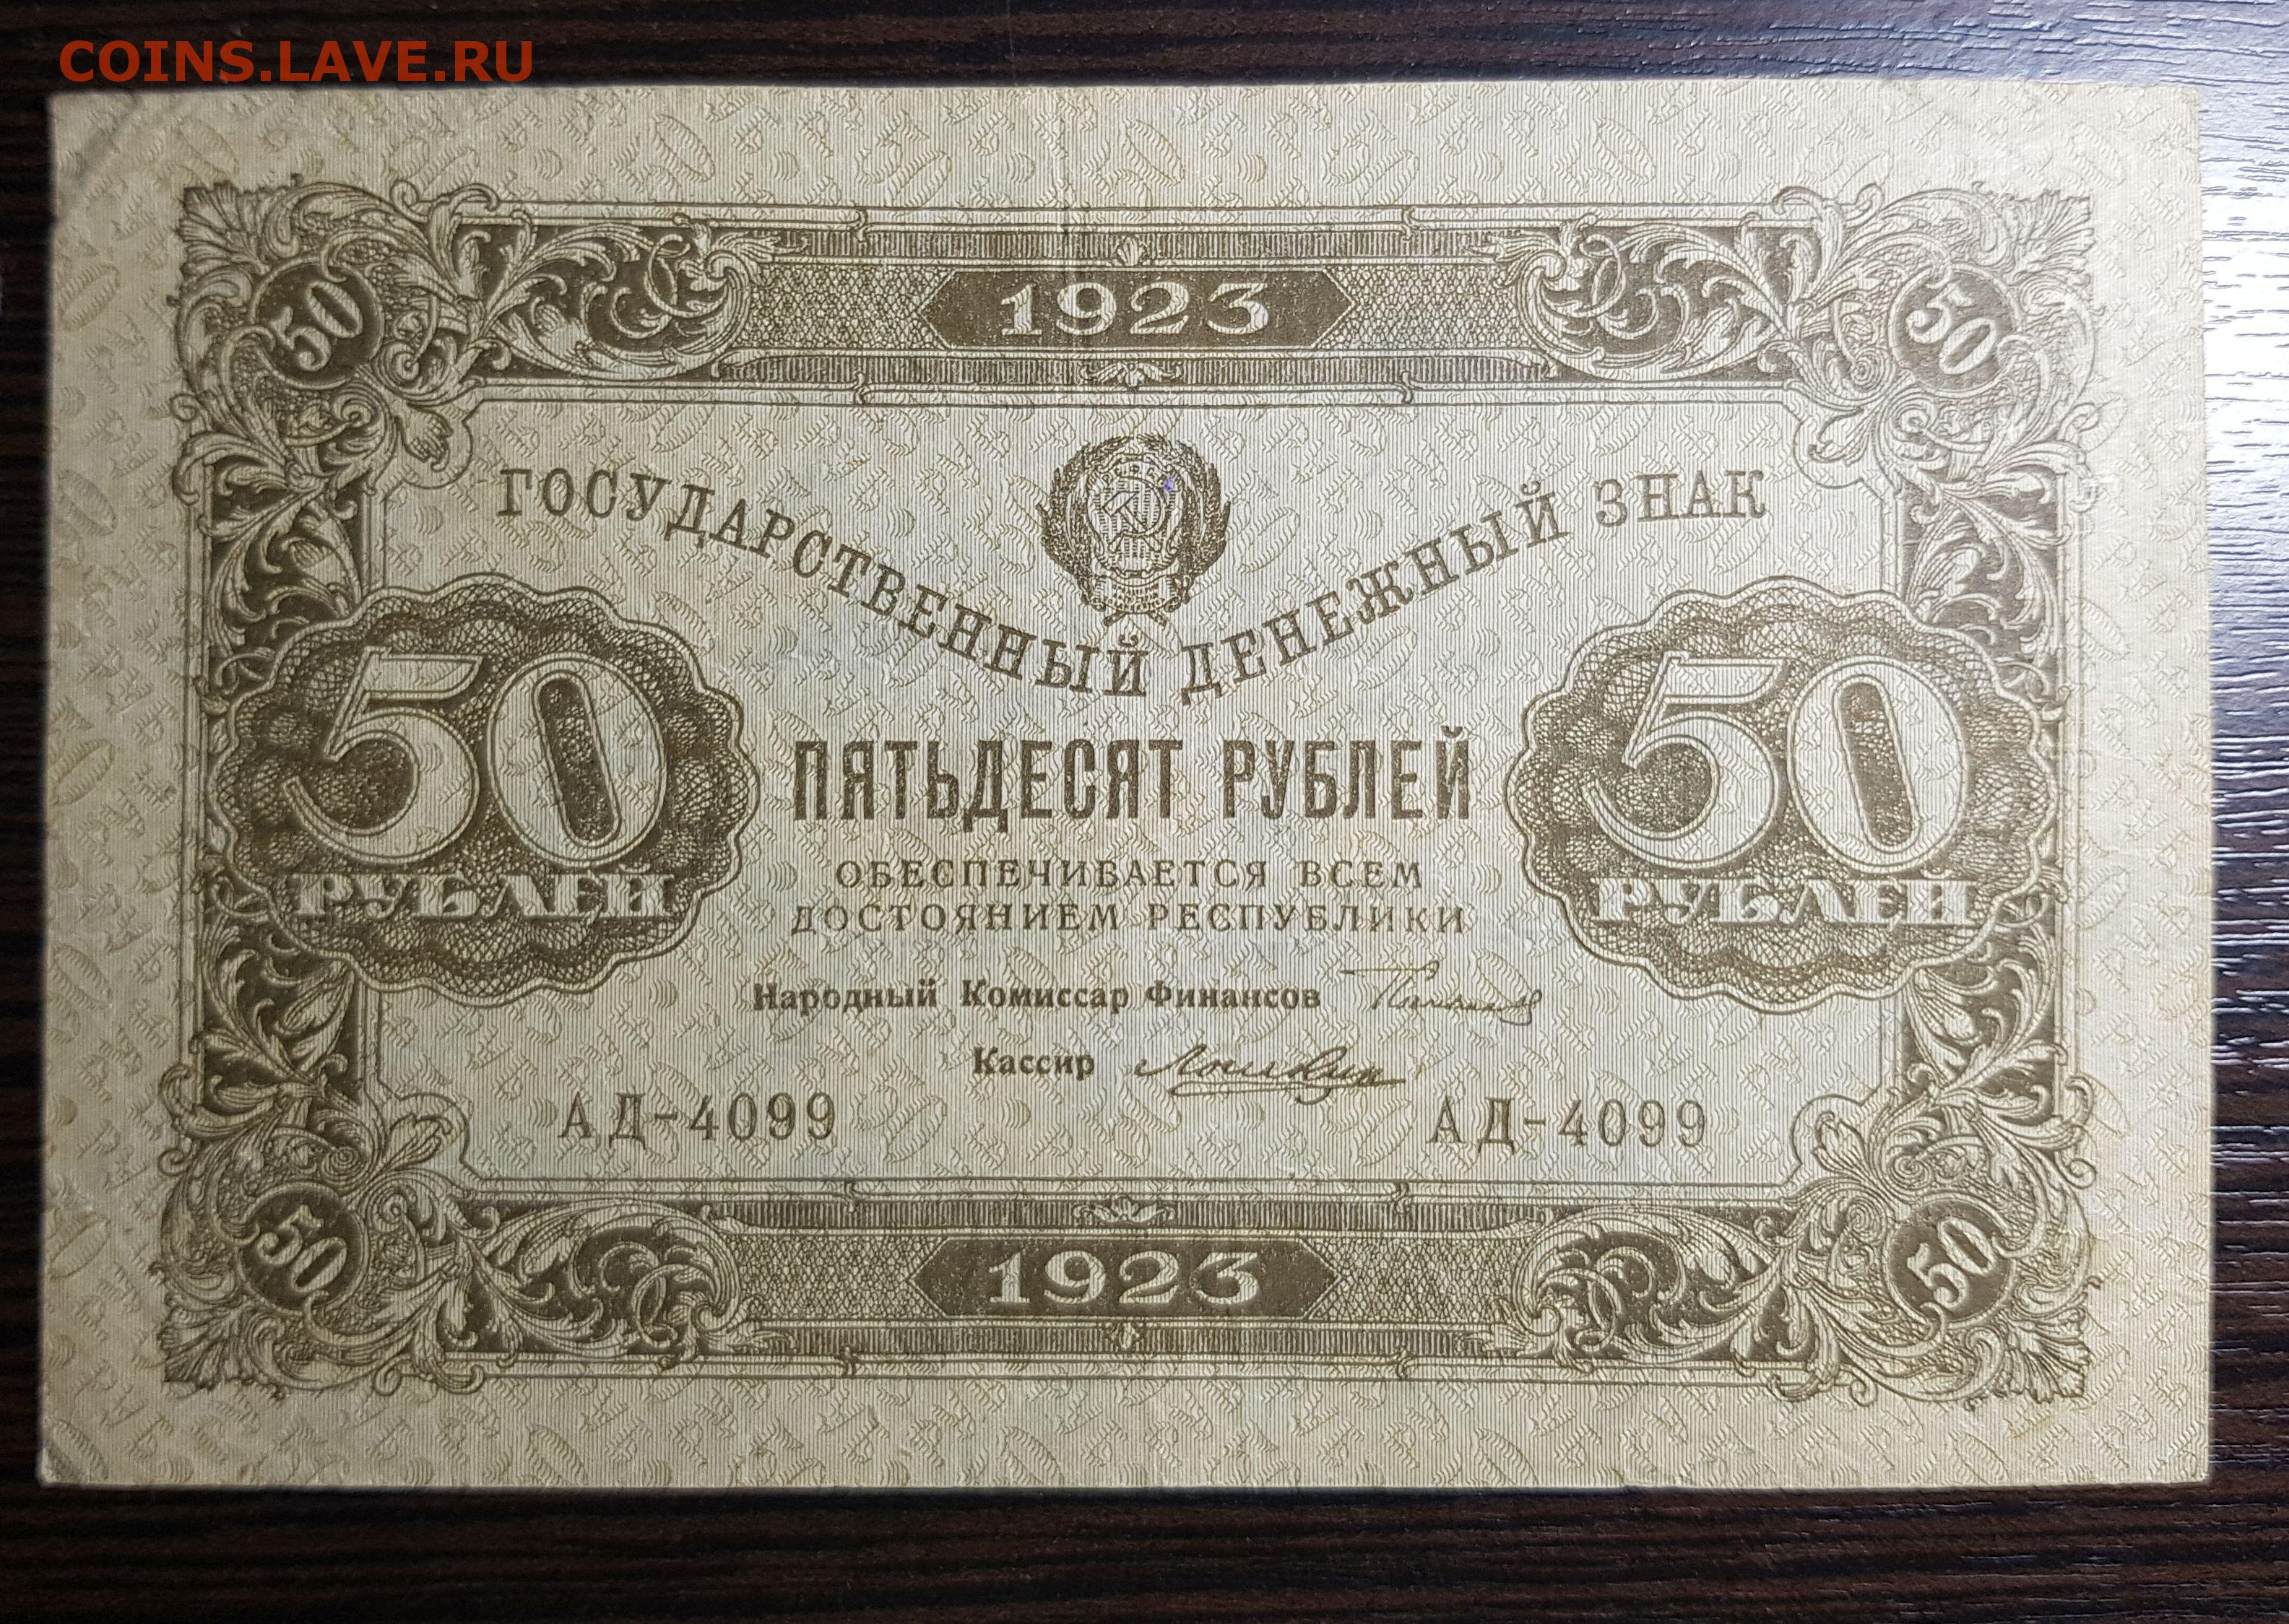 COINS.LAVE.RU
1923
50 50
ГОСУДАРСТВЕННЫЙ ДЕНЕЖНЫЙ ЗНАК
50 РУБЛЕЙ
ПЯТЬДЕСЯТ РУБЛЕЙ
50 РУБЛЕЙ
ОБЕСПЕЧИВАЕТСЯ ВСЕМ
ДОСТОЯНИЕМ РЕСПУБЛИКИ
Народный Комиссар Финансов
Кассир
АД-4099 АД-4099
50 50
1923